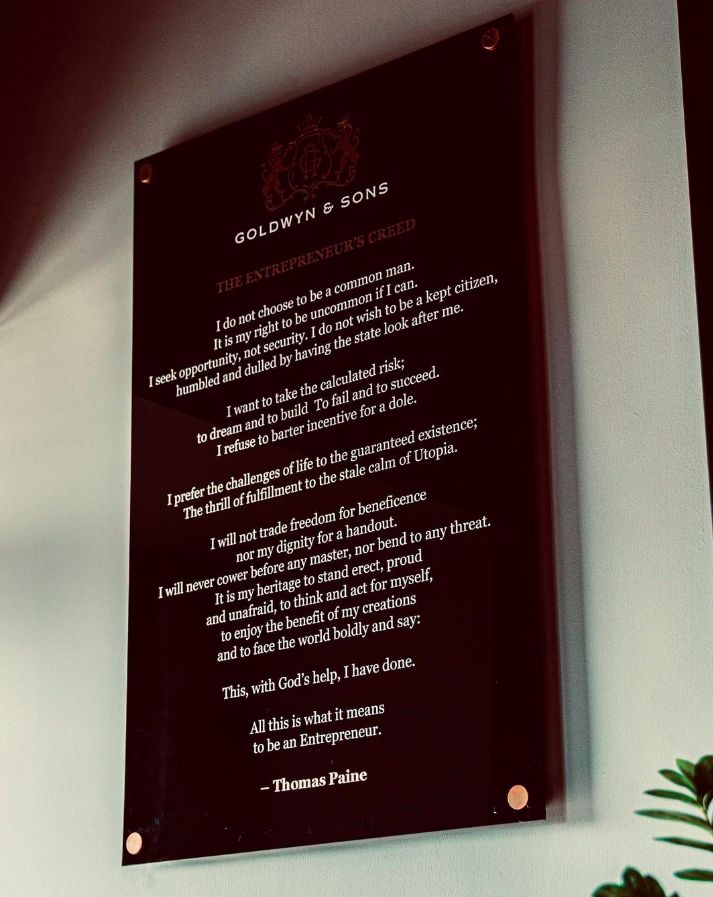 GOLDWYN & SONS
THE ENTREPRENEUR'S CREED
I do not choose to be a common man.
It is my right to be uncommon if I can.
I seek opportunity, not security. I do not wish to be a kept citizen,
humbled and dulled by having the state look after me.
I want to take the calculated risk;
to dream and to build To fail and to succeed.
I refuse to barter incentive for a dole.
I prefer the challenges of life to the guaranteed existence;
The thrill of fulfillment to the stale calm of Utopia.
I will not trade freedom for beneficence
nor my dignity for a handout.
I will never cower before any master, nor bend to any threat.
It is my heritage to stand erect, proud
and unafraid, to think and act for myself,
to enjoy the benefit of my creations
and to face the world boldly and say:
This, with God's help, I have done.
All this is what it means
to be an Entrepreneur.
– Thomas Paine